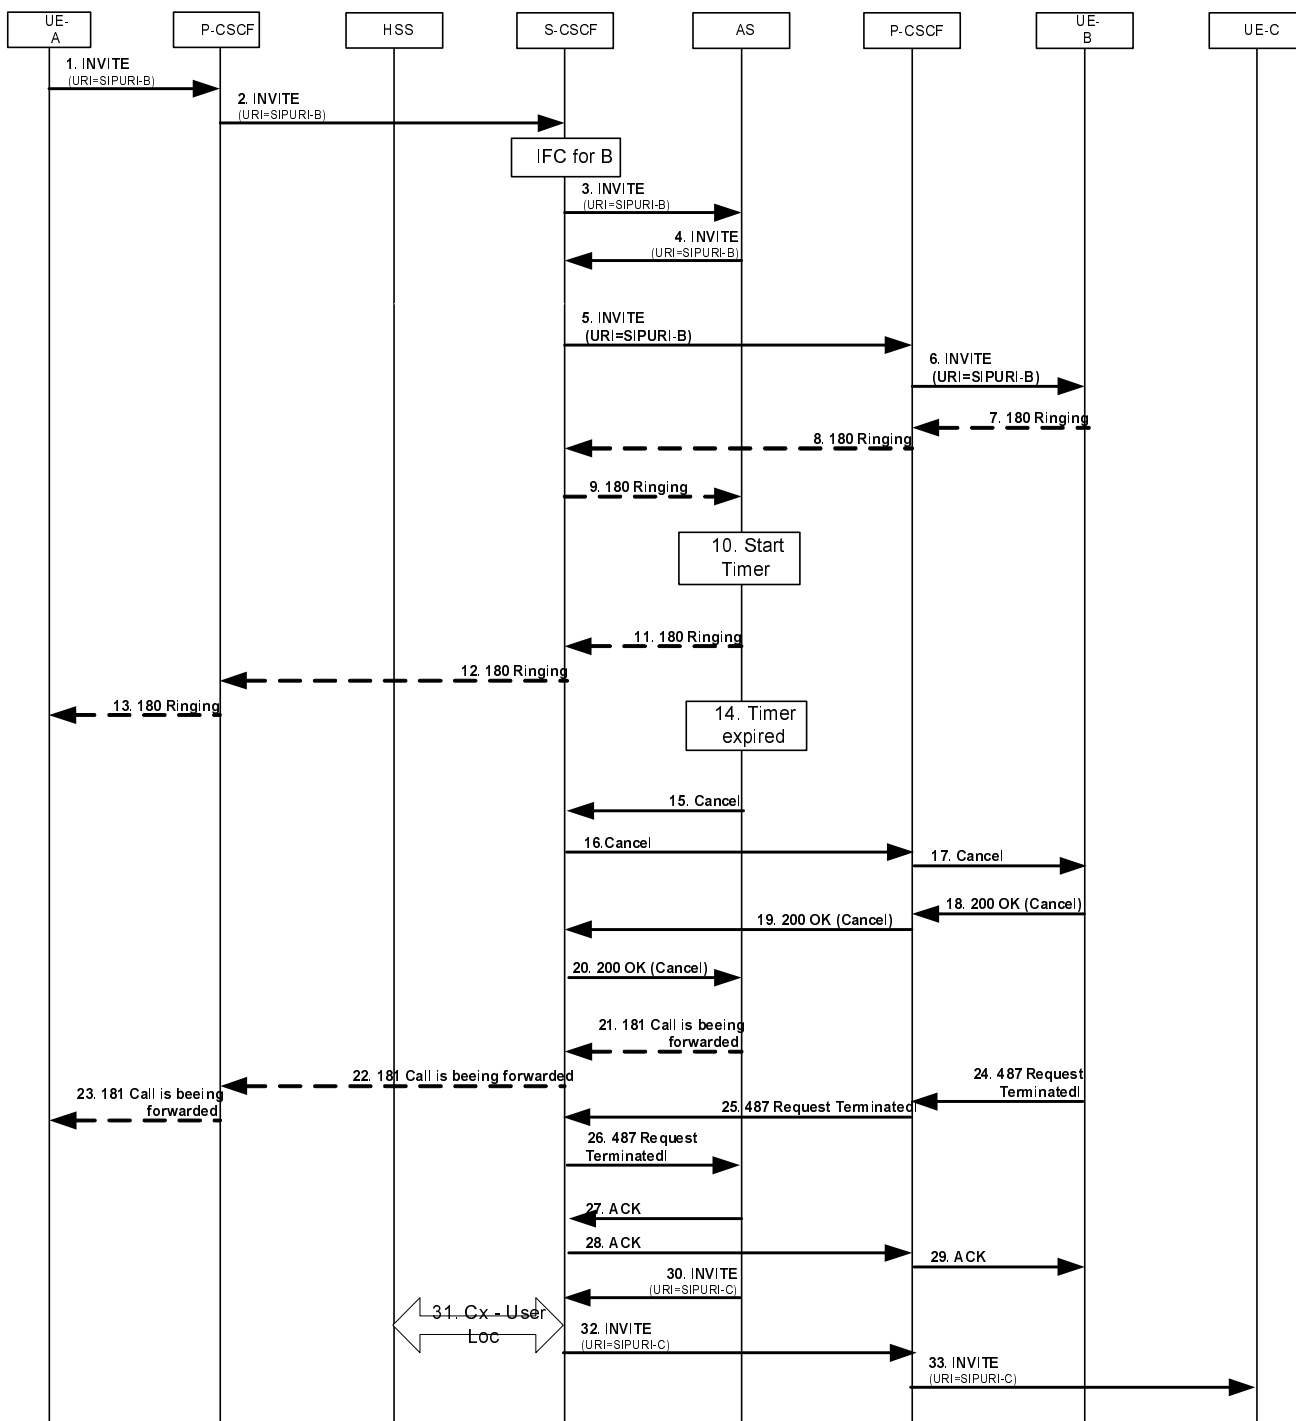 UE-
A
P-CSCF
HSS
S-CSCF
AS
P-CSCF
UE-
B
UE-C
1. INVITE
(URI=SIPURI-B)
2. INVITE
(URI=SIPURI-B)
IFC for B
3. INVITE
(URI=SIPURI-B)
4. INVITE
(URI=SIPURI-B)
5. INVITE
(URI=SIPURI-B)
6. INVITE
(URI=SIPURI-B)
7. 180 Ringing
8. 180 Ringing
9. 180 Ringing
10. Start
Timer
11. 180 Ringing
12. 180 Ringing
13. 180 Ringing
14. Timer
expired
15. Cancel
16.Cancel
17. Cancel
18. 200 OK (Cancel)
19. 200 OK (Cancel)
20. 200 OK (Cancel)
21. 181 Call is beeing
forwarded
22. 181 Call is beeing forwarded
23. 181 Call is beeing
forwarded
24. 487 Request
Terminatedl
25. 487 Request Terminatedl
26. 487 Request
Terminatedl
27. ACK
28. ACK
29. ACK
30. INVITE
(URI=SIPURI-C)
31. Cx - User
Loc
32. INVITE
(URI=SIPURI-C)
33. INVITE
(URI=SIPURI-C)